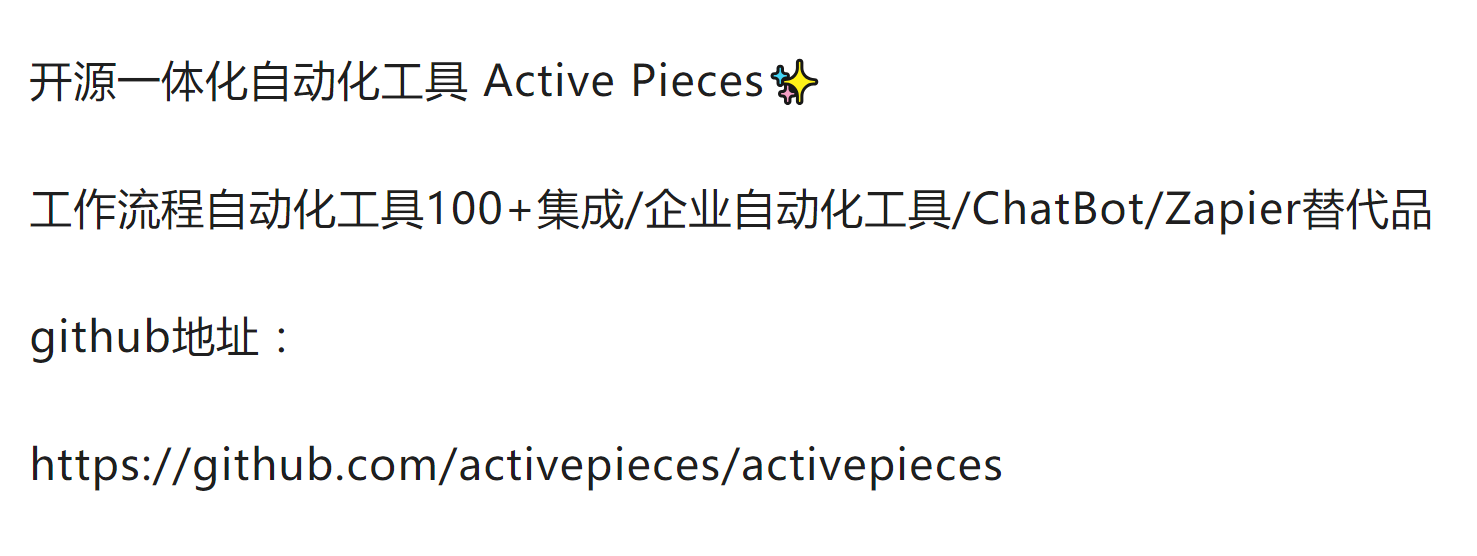 开源一体化自动化工具 Active Pieces✨
工作流程自动化工具100+集成/企业自动化工具/ChatBot/Zapier替代品
github地址：
https://github.com/activepieces/activepieces